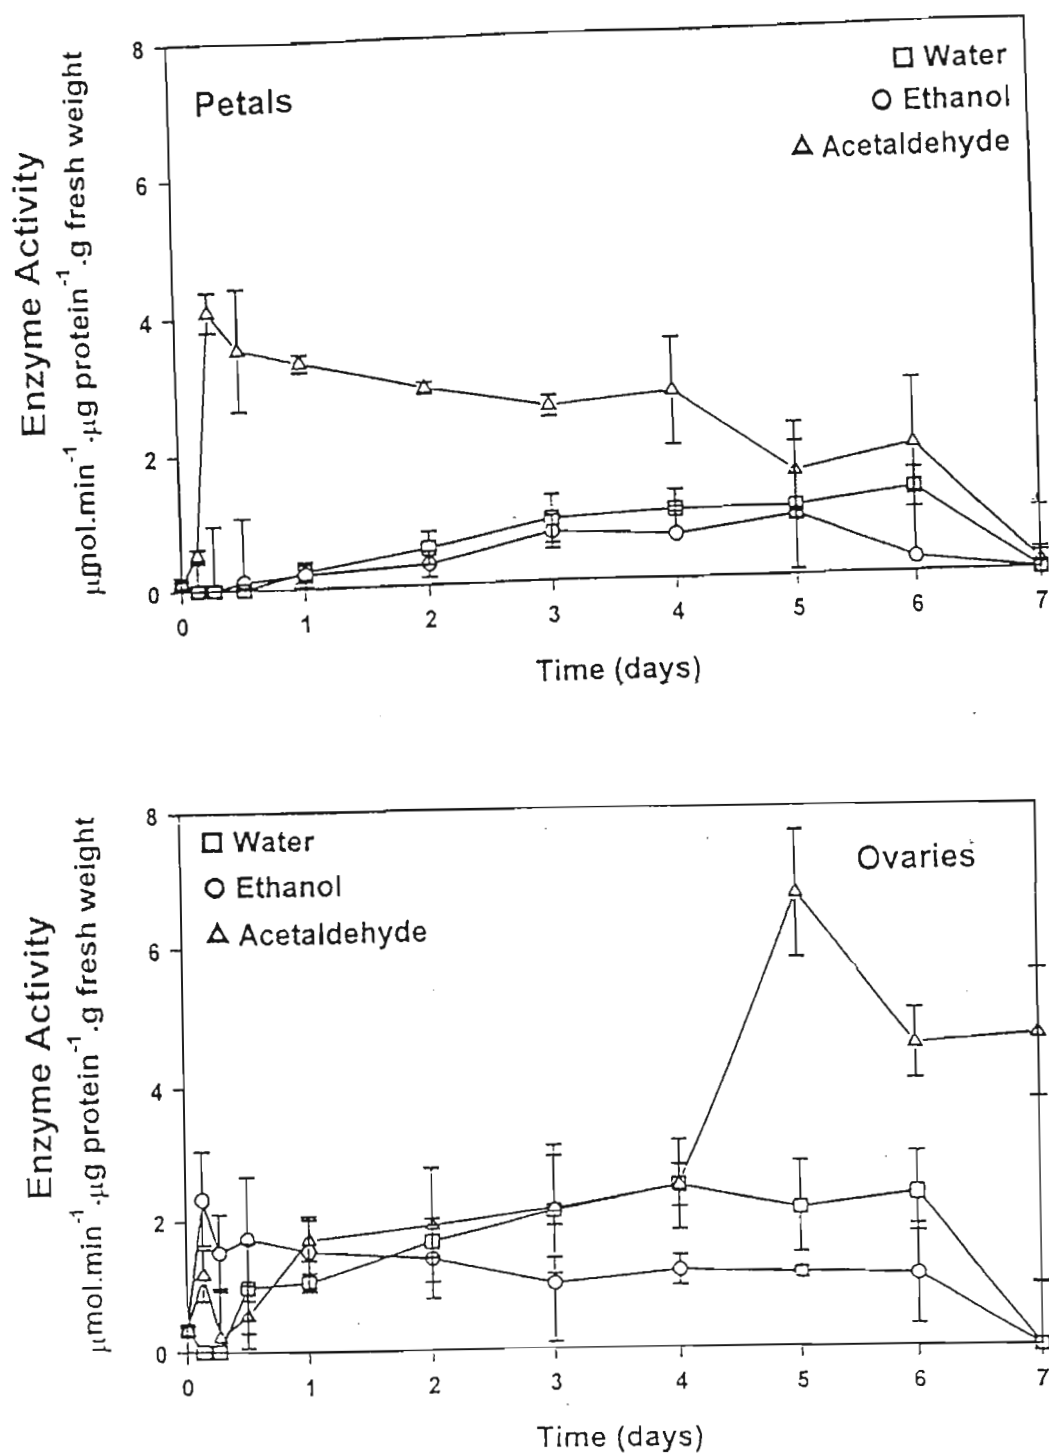 Petals
Water
Ethanol
Acetaldehyde
Enzyme Activity
μmol.min⁻¹.μg protein⁻¹.g fresh weight
8
6
4
2
0
0 1 2 3 4 5 6 7
Time (days)
Water
Ethanol
Acetaldehyde
Ovaries
Enzyme Activity
μmol.min⁻¹.μg protein⁻¹.g fresh weight
8
6
4
2
0
0 1 2 3 4 5 6 7
Time (days)